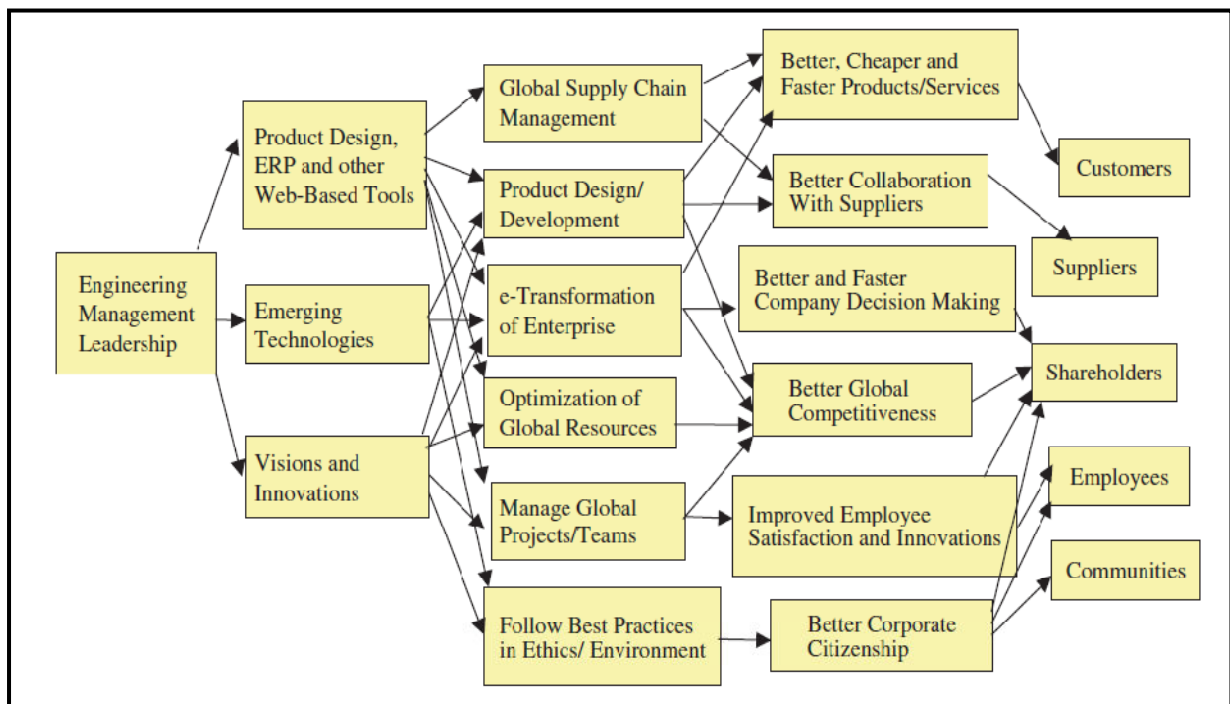 Engineering
Management
Leadership
Product Design,
ERP and other
Web-Based Tools
Emerging
Technologies
Visions and
Innovations
Global Supply Chain
Management
Product Design/
Development
e-Transformation
of Enterprise
Optimization of
Global Resources
Manage Global
Projects/Teams
Follow Best Practices
in Ethics/ Environment
Better, Cheaper and
Faster Products/Services
Better Collaboration
With Suppliers
Better and Faster
Company Decision Making
Better Global
Competitiveness
Improved Employee
Satisfaction and Innovations
Better Corporate
Citizenship
Customers
Suppliers
Shareholders
Employees
Communities